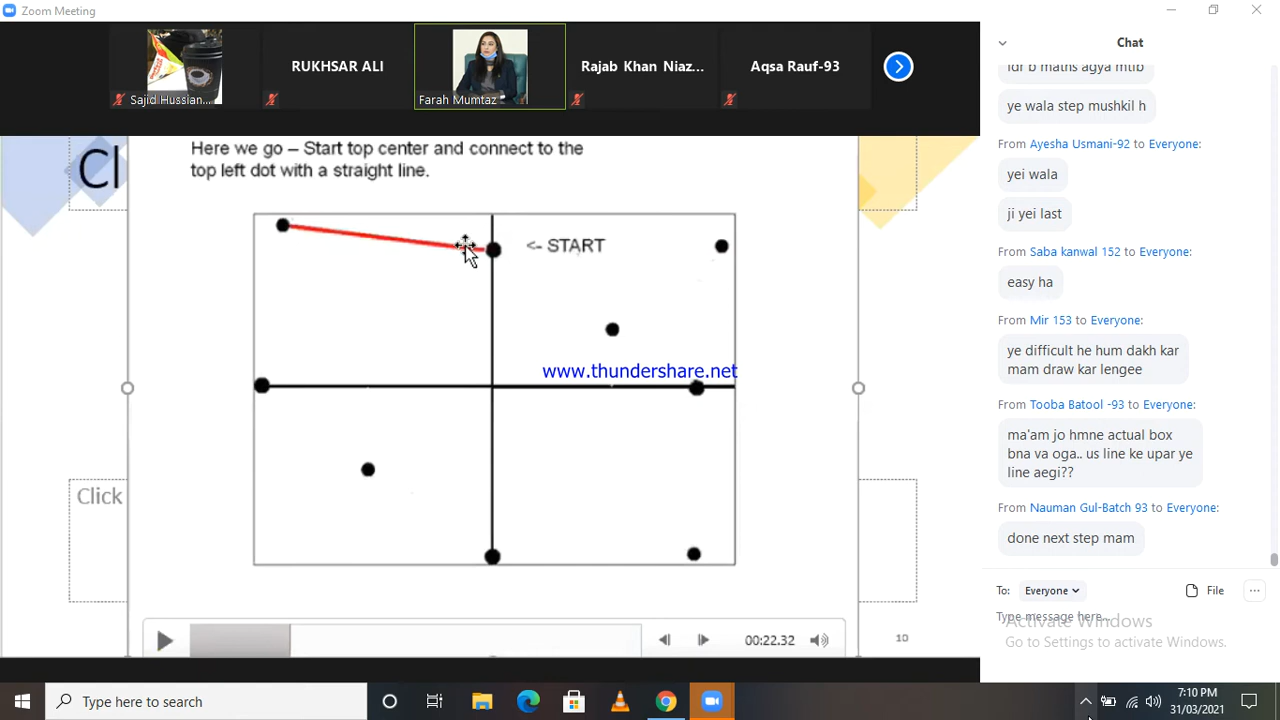 Zoom Meeting
Sajid Hussian...
RUKHSAR ALI
Farah Mumtaz
Rajab Khan Niaz...
Aqsa Rauf-93
Cl
Here we go – Start top center and connect to the
top left dot with a straight line.
<- START
www.thundershare.net
Click
00:22.32
10
Chat
idr b maths agya mtlb
ye wala step mushkil h
From Ayesha Usmani-92 to Everyone:
yei wala
ji yei last
From Saba kanwal 152 to Everyone:
easy ha
From Mir 153 to Everyone:
ye difficult he hum dakh kar
mam draw kar lengee
From Tooba Batool -93 to Everyone:
ma'am jo hmne actual box
bna va oga.. us line ke upar ye
line aegi??
From Nauman Gul-Batch 93 to Everyone:
done next step mam
To: Everyone
File
Type message here...
Activate Windows
Go to Settings to activate Windows.
Type here to search
7:10 PM
31/03/2021